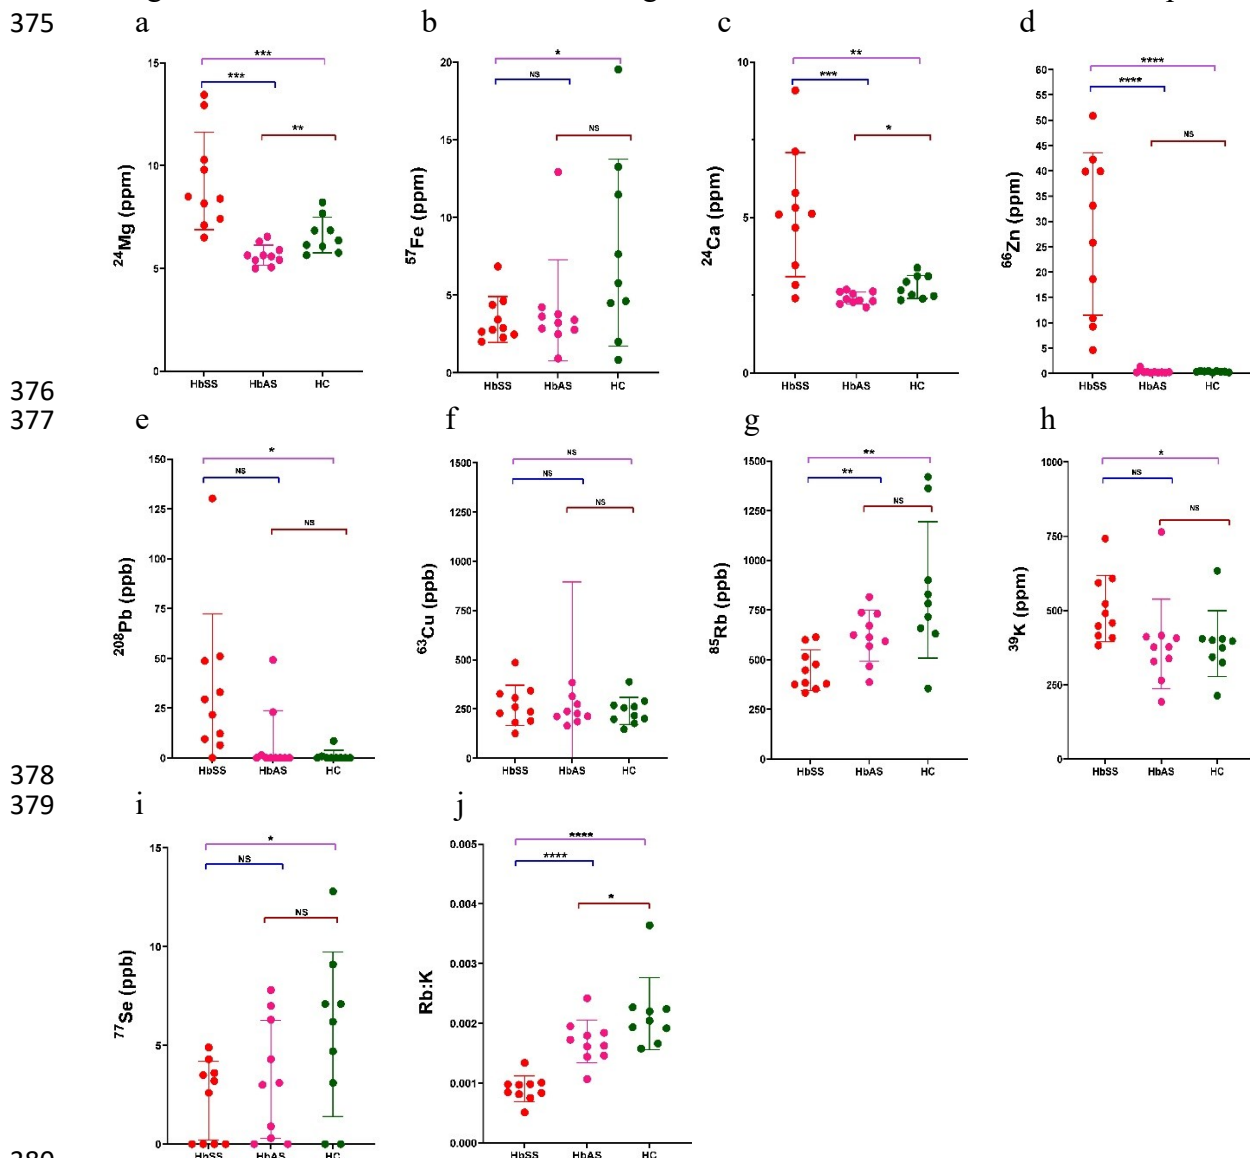 375
a b c d
*** * ** ****
*** NS *** ****
** NS * NS
15 10 5 0
20 15 10 5 0
10 5 0
60 55 50 45 40 35 30 25 20 15 10 5 0
24Mg (ppm) 57Fe (ppm) 24Ca (ppm) 66Zn (ppm)
HbSS HbAS HC HbSS HbAS HC HbSS HbAS HC HbSS HbAS HC
376
377 e f g h
* NS ** *
NS NS ** NS
NS NS NS NS
150 125 100 75 50 25 0
1500 1250 1000 750 500 250 0
1500 1250 1000 750 500 250 0
1000 750 500 250 0
208Pb (ppb) 63Cu (ppb) 85Rb (ppb) 39K (ppm)
HbSS HbAS HC HbSS HbAS HC HbSS HbAS HC HbSS HbAS HC
378
379 i j
* ****
NS ****
NS *
15 10 5 0
0.005 0.004 0.003 0.002 0.001 0.000
77Se (ppb) Rb:K
HbSS HbAS HC HbSS HbAS HC
380